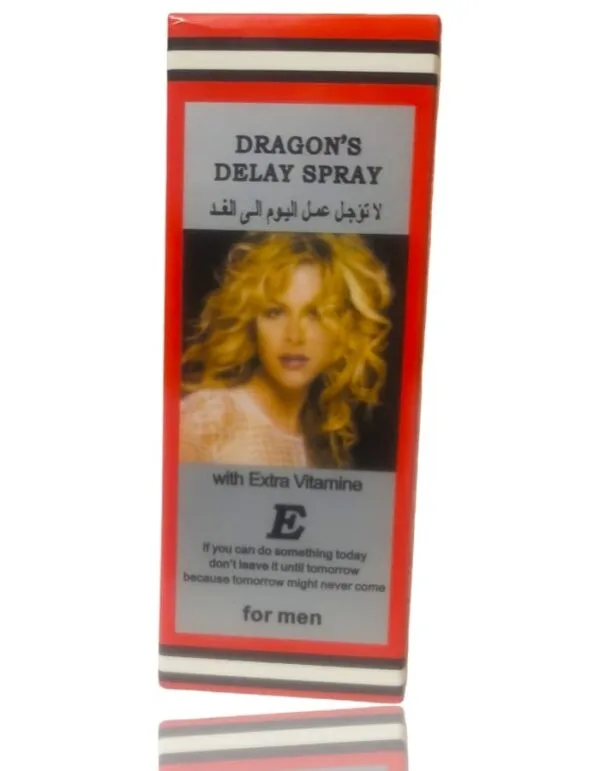 DRAGON'S
DELAY SPRAY
لا تؤجل عمل اليوم الى الغد
with Extra Vitamine
E
If you can do something today
don't leave it until tomorrow
because tomorrow might never come
for men